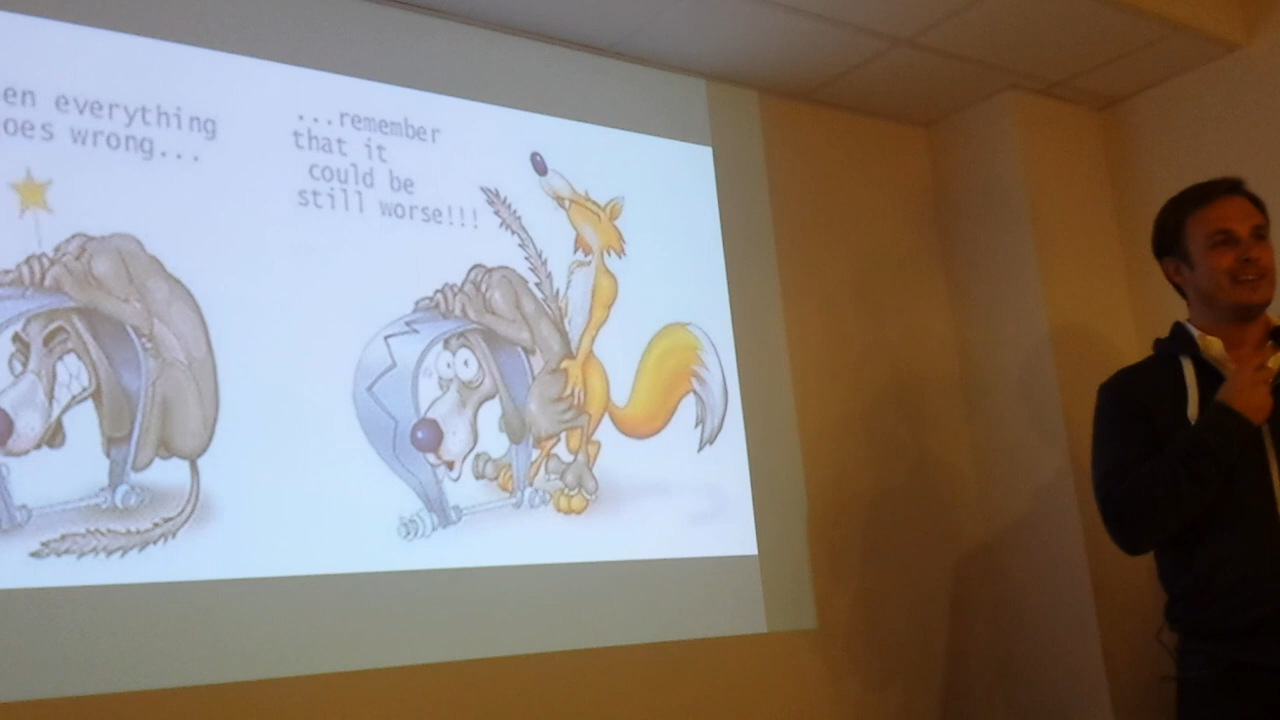 en everything
oes wrong...
...remember
that it
could be
still worse!!!